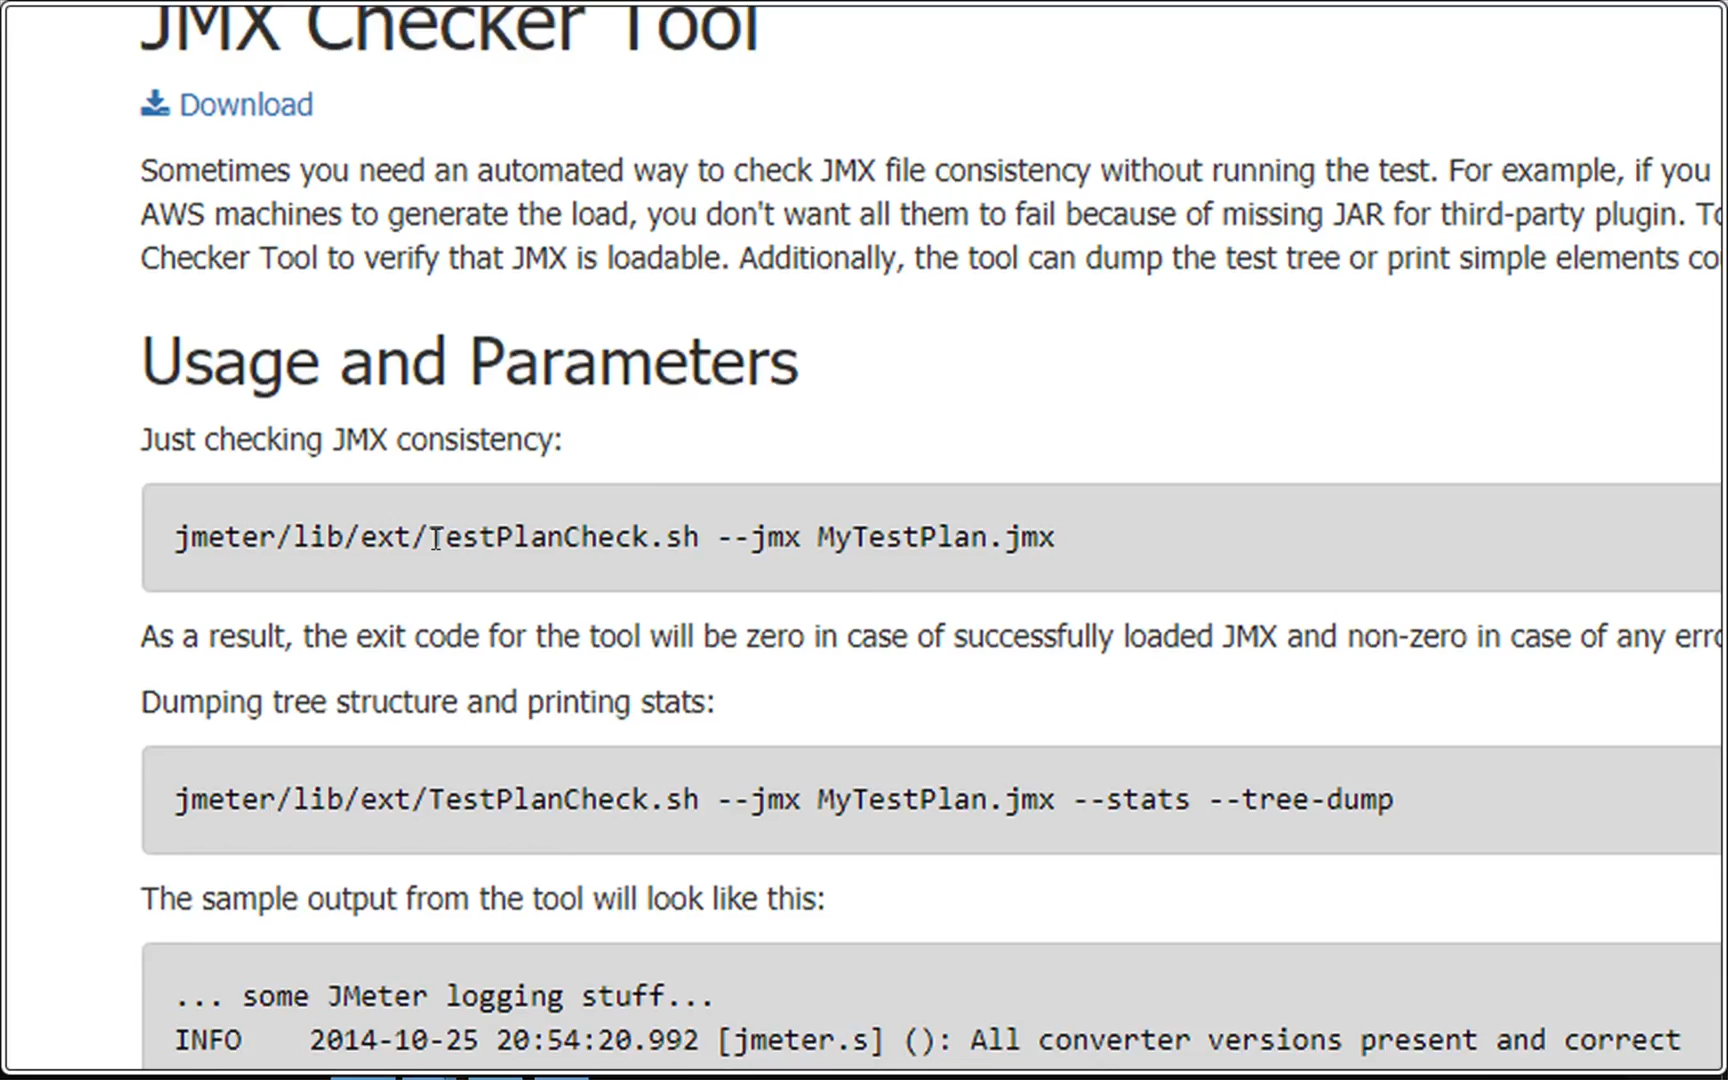 JMX Checker Tool
Download
Sometimes you need an automated way to check JMX file consistency without running the test. For example, if you
AWS machines to generate the load, you don't want all them to fail because of missing JAR for third-party plugin.
Checker Tool to verify that JMX is loadable. Additionally, the tool can dump the test tree or print simple elements
Usage and Parameters
Just checking JMX consistency:
jmeter/lib/ext/TestPlanCheck.sh --jmx MyTestPlan.jmx
As a result, the exit code for the tool will be zero in case of successfully loaded JMX and non-zero in case of any
Dumping tree structure and printing stats:
jmeter/lib/ext/TestPlanCheck.sh --jmx MyTestPlan.jmx --stats --tree-dump
The sample output from the tool will look like this:
... some JMeter logging stuff...
INFO    2014-10-25 20:54:20.992 [jmeter.s] (): All converter versions present and correct